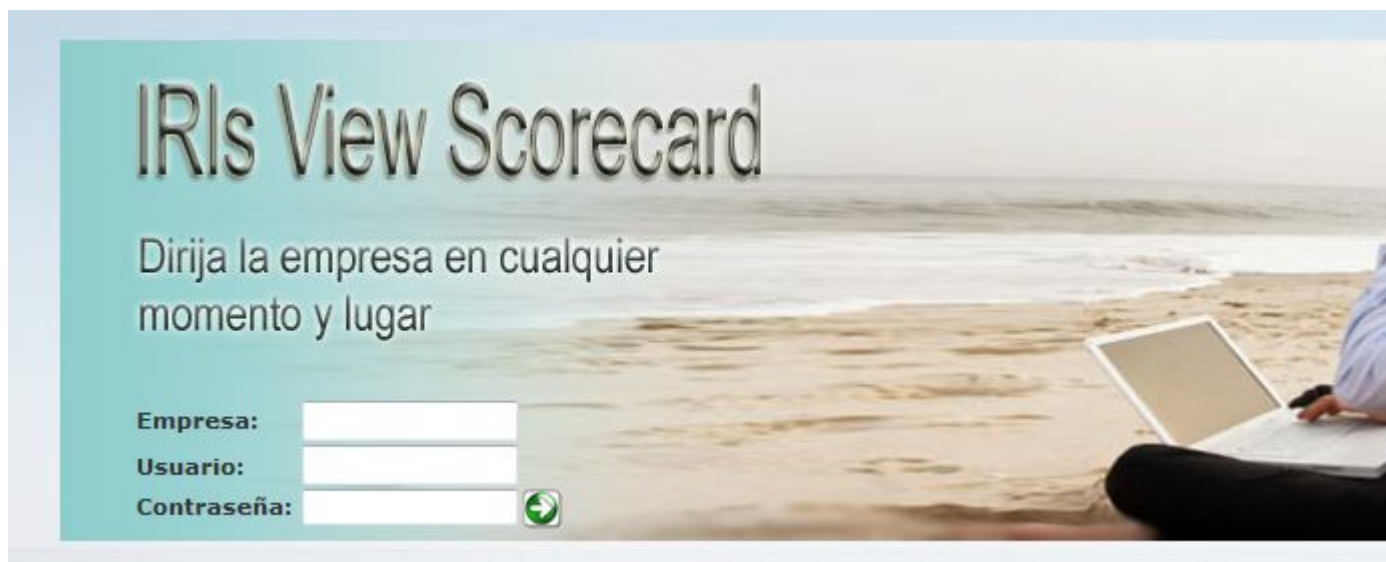 IRIs View Scorecard
Dirija la empresa en cualquier
momento y lugar
Empresa:
Usuario:
Contraseña: